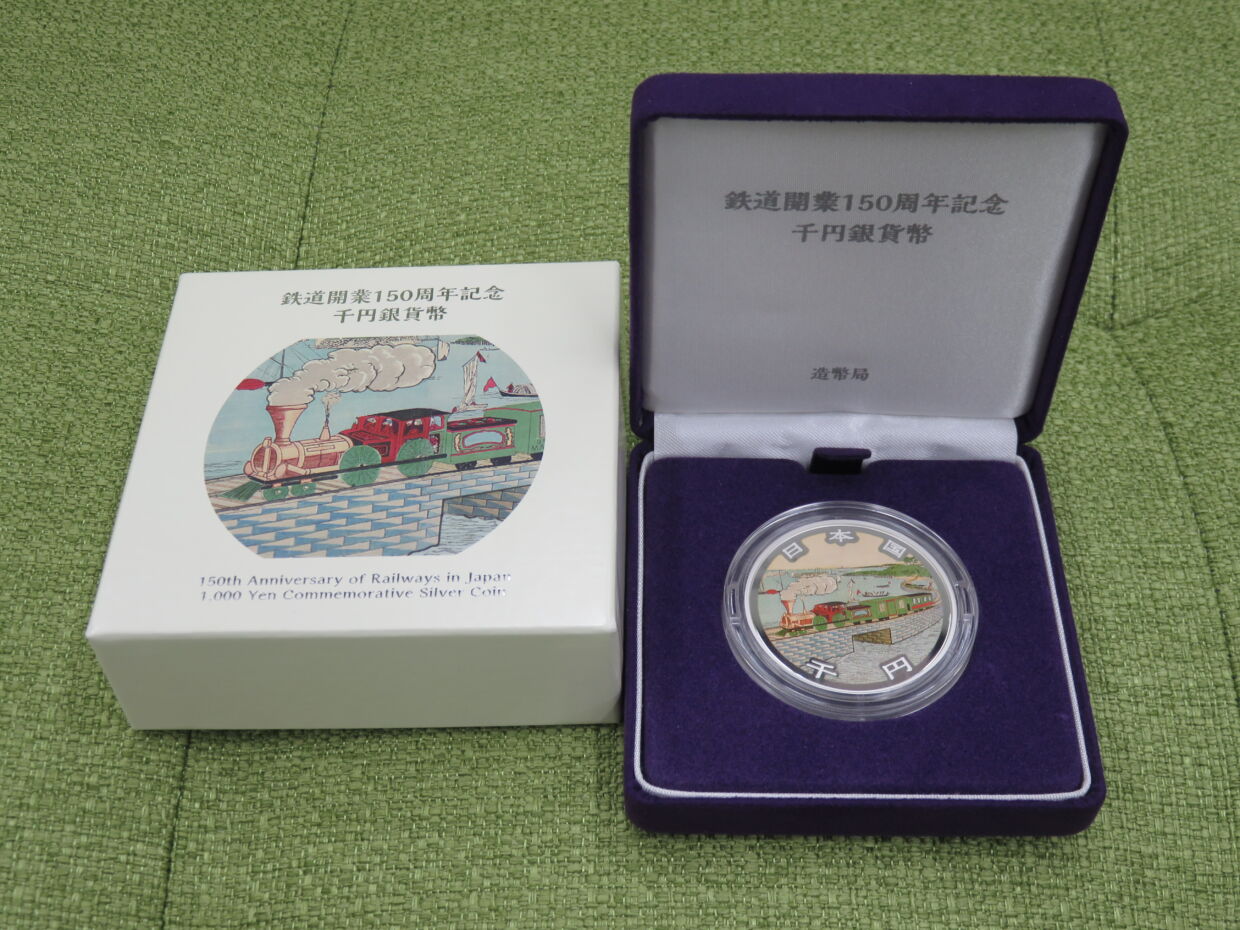 鉄道開業150周年記念
千円銀貨幣
150th Anniversary of Railways in Japan
1,000 Yen Commemorative Silver Coin
鉄道開業150周年記念
千円銀貨幣
造幣局
日本国
千円